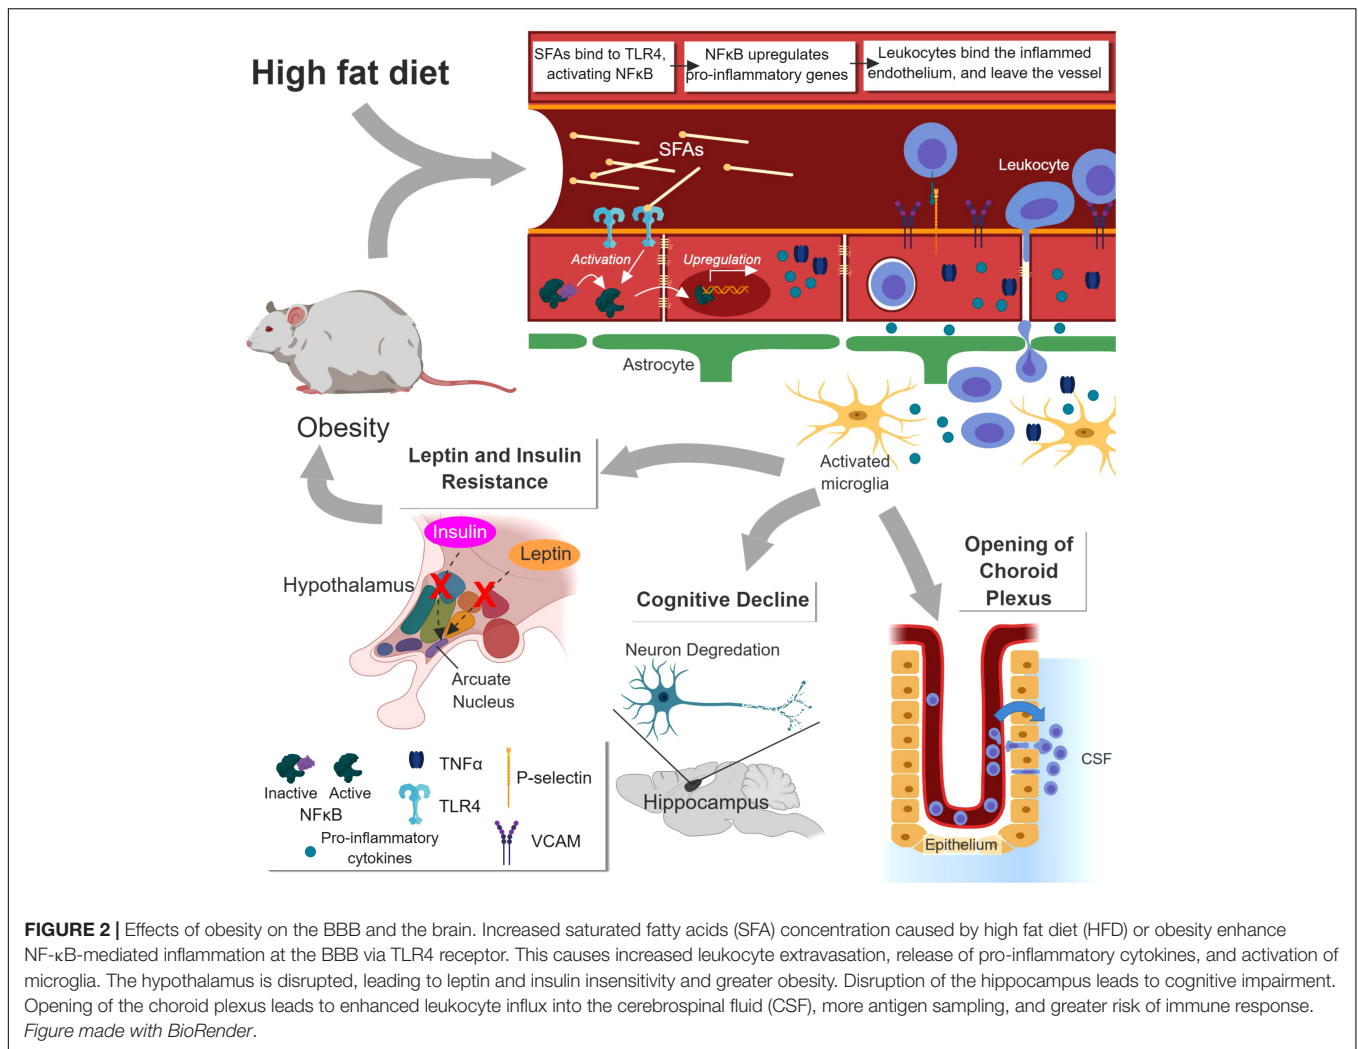 High fat diet
SFAs bind to TLR4,
activating NFκB
NFκB upregulates
pro-inflammatory genes
Leukocytes bind the inflammed
endothelium, and leave the vessel
SFAs
Leukocyte
Activation
Upregulation
Astrocyte
Obesity
Activated
microglia
Leptin and Insulin
Resistance
Insulin
Leptin
Hypothalamus
X
X
Arcuate
Nucleus
Cognitive Decline
Neuron Degredation
Hippocampus
Opening of
Choroid
Plexus
CSF
Epithelium
Inactive
Active
NFκB
TNFα
TLR4
P-selectin
VCAM
Pro-inflammatory
cytokines
FIGURE 2 | Effects of obesity on the BBB and the brain. Increased saturated fatty acids (SFA) concentration caused by high fat diet (HFD) or obesity enhance
NF-κB-mediated inflammation at the BBB via TLR4 receptor. This causes increased leukocyte extravasation, release of pro-inflammatory cytokines, and activation of
microglia. The hypothalamus is disrupted, leading to leptin and insulin insensitivity and greater obesity. Disruption of the hippocampus leads to cognitive impairment.
Opening of the choroid plexus leads to enhanced leukocyte influx into the cerebrospinal fluid (CSF), more antigen sampling, and greater risk of immune response.
Figure made with BioRender.